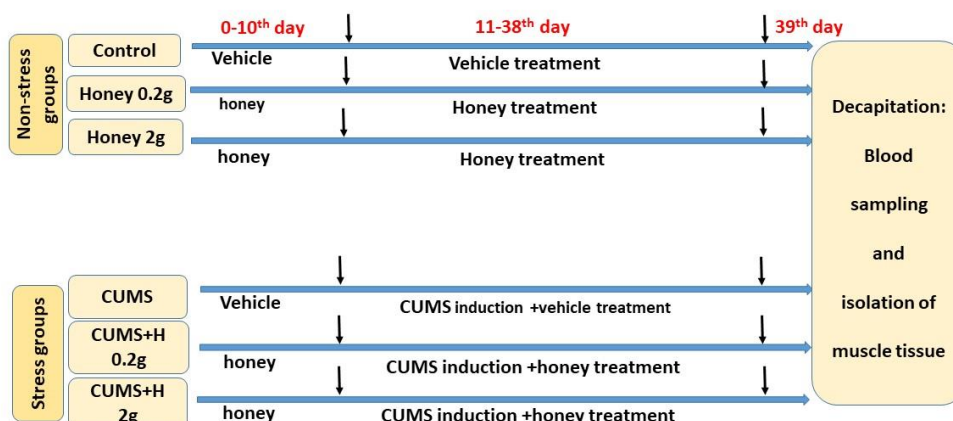 0-10th day 11-38th day 39th day
Non-stress groups
Control
Vehicle
Vehicle treatment
Honey 0.2g
honey
Honey treatment
Honey 2g
honey
Honey treatment
Stress groups
CUMS
Vehicle
CUMS induction +vehicle treatment
CUMS+H
0.2g
honey
CUMS induction +honey treatment
CUMS+H
2g
honey
CUMS induction +honey treatment
Decapitation:
Blood
sampling
and
isolation of
muscle tissue